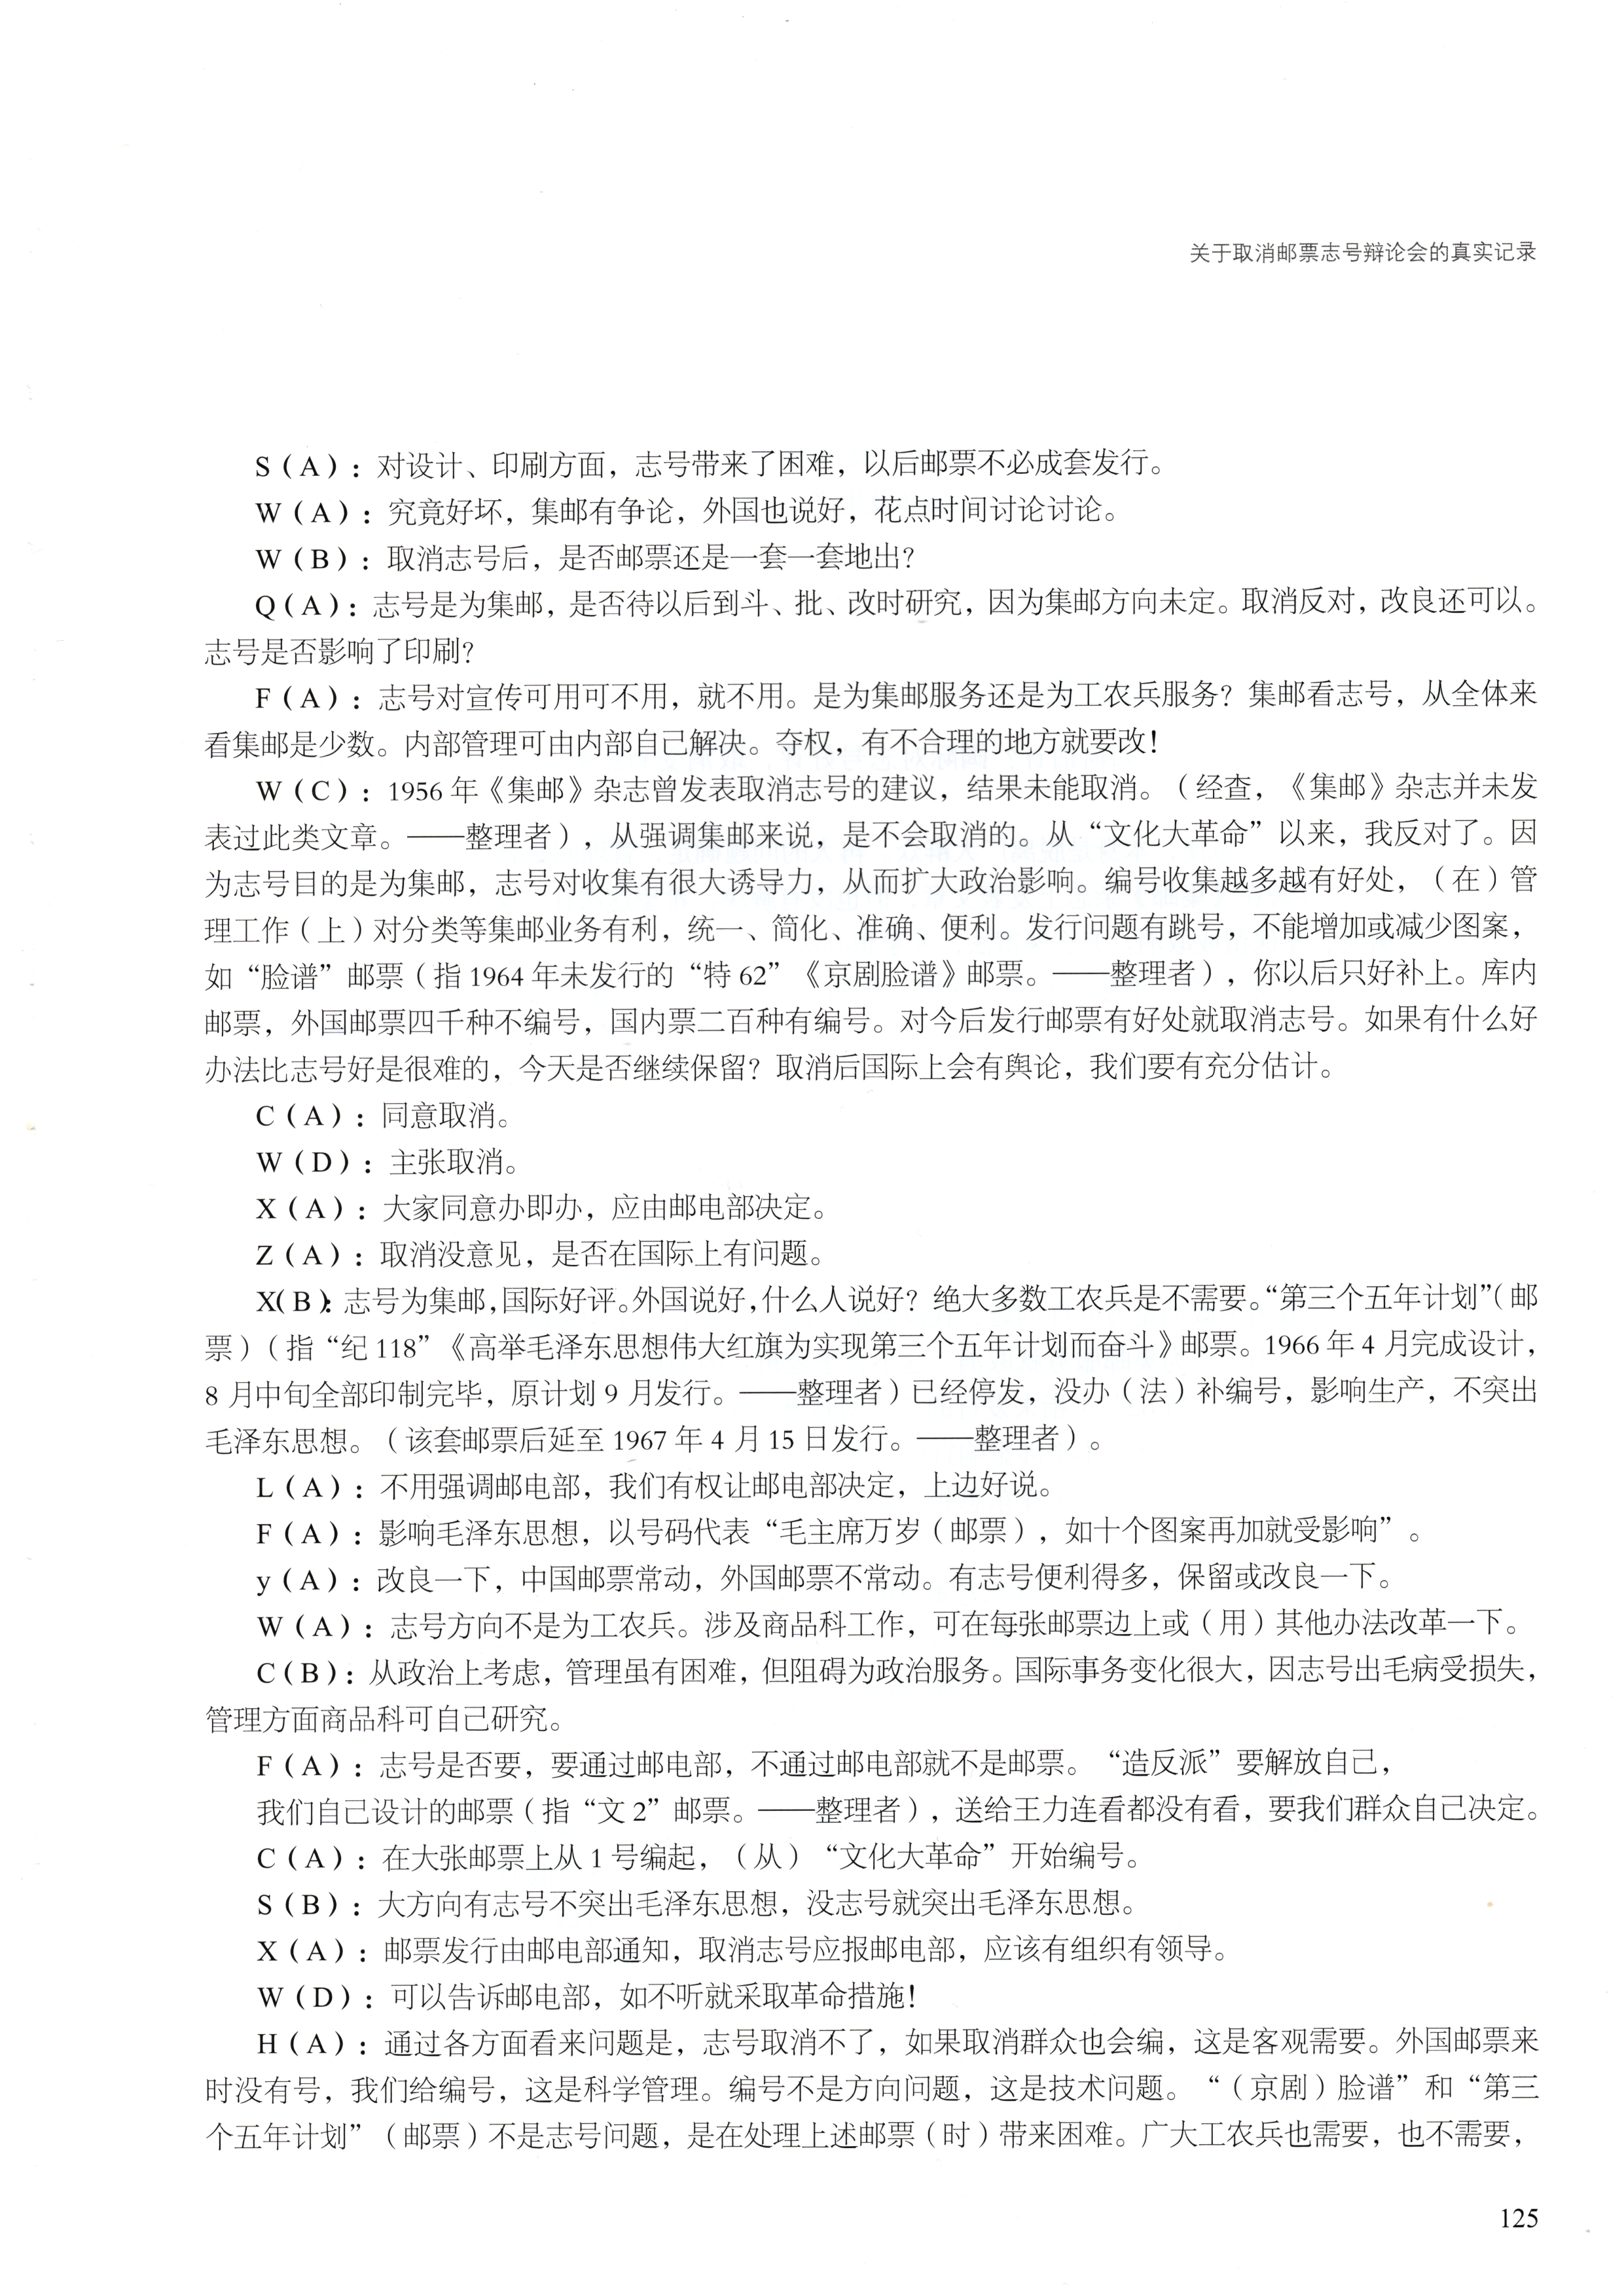 关于取消邮票志号辩论会的真实记录
S（A）：对设计、印刷方面，志号带来了困难，以后邮票不必成套发行。
W（A）：究竟好坏，集邮有争论，外国也说好，花点时间讨论讨论。
W（B）：取消志号后，是否邮票还是一套一套地出？
Q（A）：志号是为集邮，是否待以后到斗、批、改时研究，因为集邮方向未定。取消反对，改良还可以。
志号是否影响了印刷？
F（A）：志号对宣传可用可不用，就不用。是为集邮服务还是为工农兵服务？集邮看志号，从全体来
看集邮是少数。内部管理可由内部自己解决。夺权，有不合理的地方就要改！
W（C）：1956 年《集邮》杂志曾发表取消志号的建议，结果未能取消。（经查，《集邮》杂志并未发
表过此类文章。——整理者），从强调集邮来说，是不会取消的。从“文化大革命”以来，我反对了。因
为志号目的是为集邮，志号对收集有很大诱导力，从而扩大政治影响。编号收集越多越有好处，（在）管
理工作（上）对分类等集邮业务有利，统一、简化、准确、便利。发行问题有跳号，不能增加或减少图案，
如“脸谱”邮票（指 1964 年未发行的“特 62”《京剧脸谱》邮票。——整理者），你以后只好补上。库内
邮票，外国邮票四千种不编号，国内票二百种有编号。对今后发行邮票有好处就取消志号。如果有什么好
办法比志号好是很难的，今天是否继续保留？取消后国际上会有舆论，我们要有充分估计。
C（A）：同意取消。
W（D）：主张取消。
X（A）：大家同意办即办，应由邮电部决定。
Z（A）：取消没意见，是否在国际上有问题。
X（B）：志号为集邮，国际好评。外国说好，什么人说好？绝大多数工农兵是不需要。“第三个五年计划”（邮
票）（指“纪 118”《高举毛泽东思想伟大红旗为实现第三个五年计划而奋斗》邮票。1966 年 4 月完成设计，
8 月中旬全部印制完毕，原计划 9 月发行。——整理者）已经停发，没办（法）补编号，影响生产，不突出
毛泽东思想。（该套邮票后延至 1967 年 4 月 15 日发行。——整理者）。
L（A）：不用强调邮电部，我们有权让邮电部决定，上边好说。
F（A）：影响毛泽东思想，以号码代表“毛主席万岁（邮票），如十个图案再加就受影响”。
y（A）：改良一下，中国邮票常动，外国邮票不常动。有志号便利得多，保留或改良一下。
W（A）：志号方向不是为工农兵。涉及商品科工作，可在每张邮票边上或（用）其他办法改革一下。
C（B）：从政治上考虑，管理虽有困难，但阻碍为政治服务。国际事务变化很大，因志号出毛病受损失，
管理方面商品科可自己研究。
F（A）：志号是否要，要通过邮电部，不通过邮电部就不是邮票。“造反派”要解放自己，
我们自己设计的邮票（指“文 2”邮票。——整理者），送给王力连看都没有看，要我们群众自己决定。
C（A）：在大张邮票上从 1 号编起，（从）“文化大革命”开始编号。
S（B）：大方向有志号不突出毛泽东思想，没志号就突出毛泽东思想。
X（A）：邮票发行由邮电部通知，取消志号应报邮电部，应该有组织有领导。
W（D）：可以告诉邮电部，如不听就采取革命措施！
H（A）：通过各方面看来问题是，志号取消不了，如果取消群众也会编，这是客观需要。外国邮票来
时没有号，我们给编号，这是科学管理。编号不是方向问题，这是技术问题。“（京剧）脸谱”和“第三
个五年计划”（邮票）不是志号问题，是在处理上述邮票（时）带来困难。广大工农兵也需要，也不需要，
125